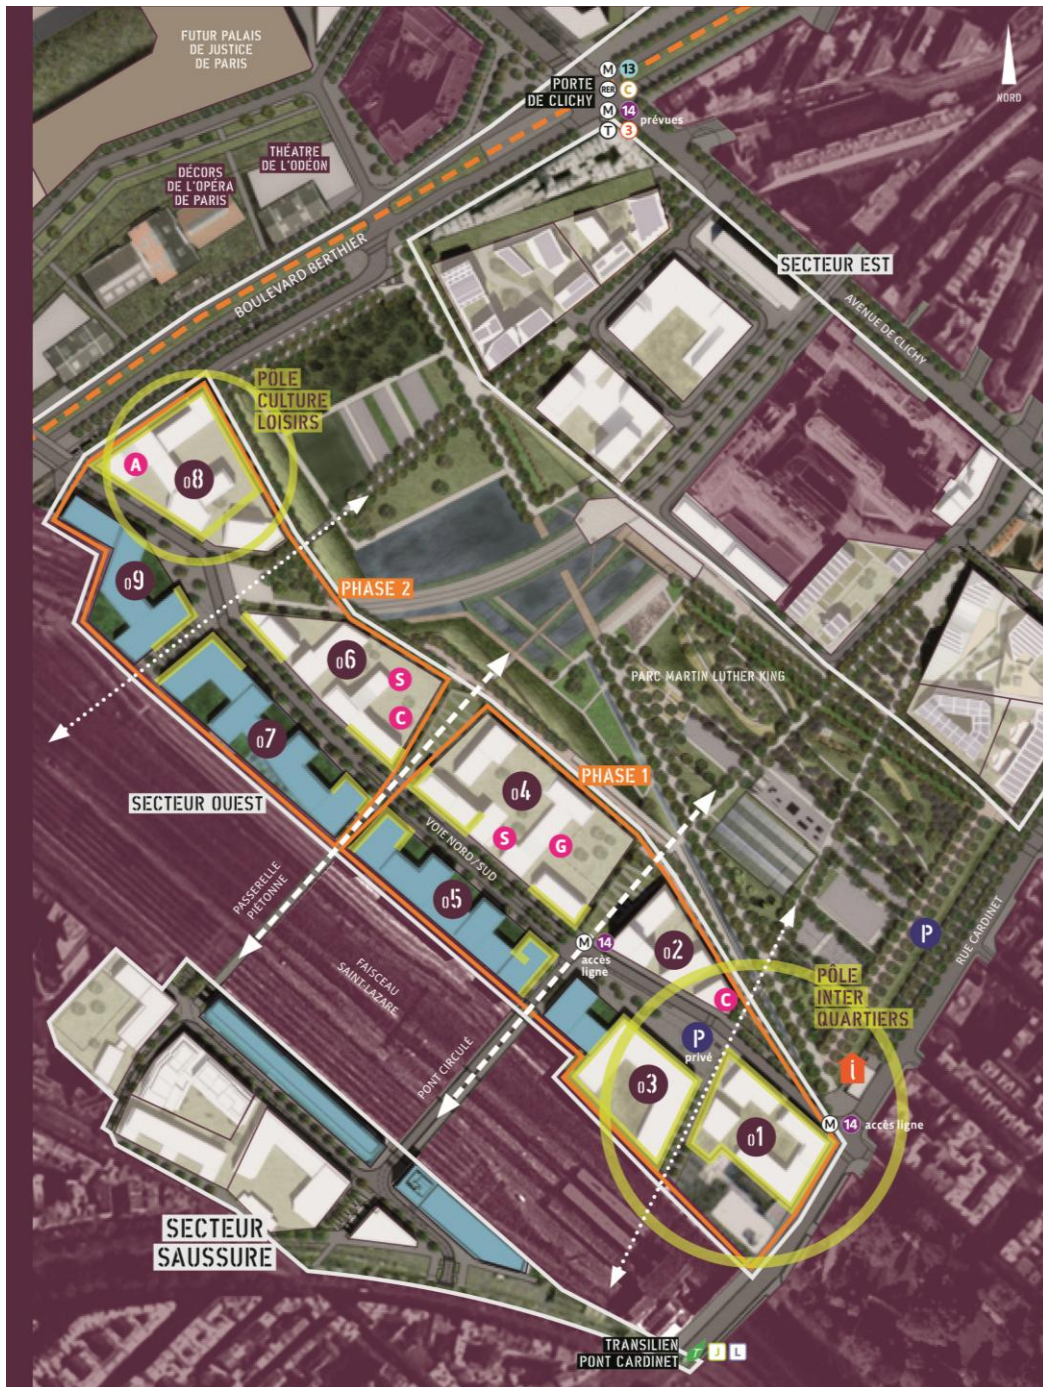 FUTUR PALAIS
DE JUSTICE
DE PARIS
M 13
PORTE
DE CLICHY
RER C
M 14
prévues
T 3
NORD
THÉATRE
DE L'ODÉON
DÉCORS
DE L'OPÉRA
DE PARIS
BOULEVARD BERTHIER
SECTEUR EST
AVENUE DE CLICHY
PÔLE
CULTURE
LOISIRS
A
08
09
PHASE 2
06
S
C
PARC MARTIN LUTHER KING
07
SECTEUR OUEST
04
PHASE 1
S
G
VOIE NORD/SUD
05
PASSERELLE
PIÉTONNE
FAISCEAU
SAINT-LAZARE
M 14
accès
ligne
02
C
P
RUE CARDINET
PÔLE
INTER
QUARTIERS
P
privé
PONT CIRCULÉ
03
i
01
M 14 accès ligne
SECTEUR
SAUSSURE
TRANSILIEN
PONT CARDINET
T J L